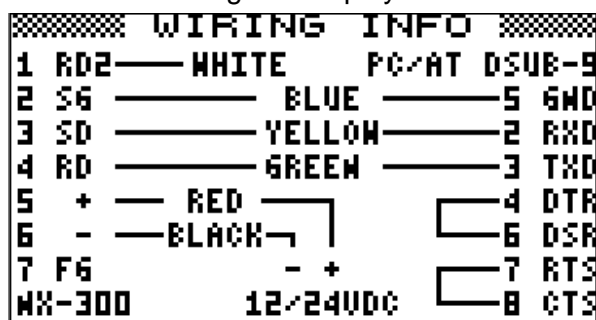 WIRING INFO
1 RD2 WHITE PC/AT DSUB-9
2 SG BLUE 5 GND
3 SD YELLOW 2 RXD
4 RD GREEN 3 TXD
5 + RED 4 DTR
6 - BLACK 6 DSR
7 FG - + 7 RTS
WX-300 12/24VDC 8 CTS